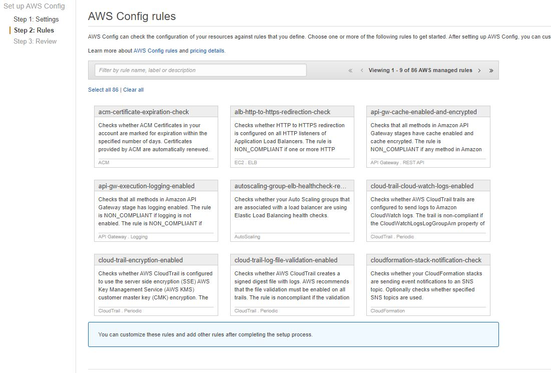 Set up AWS Config
Step 1: Settings
Step 2: Rules
Step 3: Review
AWS Config rules
AWS Config can check the configuration of your resources against rules that you define. Choose one or more of the following rules to get started. After setting up AWS Config, you can cus
Learn more about AWS Config rules and pricing details.
Filter by rule name, label or description
Viewing 1 - 9 of 86 AWS managed rules
Select all 86 | Clear all
acm-certificate-expiration-check
Checks whether ACM Certificates in your
account are marked for expiration within the
specified number of days. Certificates
provided by ACM are automatically renewed.
ACM
alb-http-to-https-redirection-check
Checks whether HTTP to HTTPS redirection
is configured on all HTTP listeners of
Application Load Balancers. The rule is
NON_COMPLIANT if one or more HTTP
EC2 . ELB
api-gw-cache-enabled-and-encrypted
Checks that all methods in Amazon API
Gateway stages have cache enabled and
cache encrypted. The rule is
NON_COMPLIANT if any method in Amazon
API Gateway . REST API
api-gw-execution-logging-enabled
Checks that all methods in Amazon API
Gateway stage has logging enabled. The rule
is NON_COMPLIANT if logging is not
enabled. The rule is NON_COMPLIANT if
API Gateway . Logging
autoscaling-group-elb-healthcheck-re...
Checks whether your Auto Scaling groups that
are associated with a load balancer are using
Elastic Load Balancing health checks.
AutoScaling
cloud-trail-cloud-watch-logs-enabled
Checks whether AWS CloudTrail trails are
configured to send logs to Amazon
CloudWatch logs. The trail is non-compliant if
the CloudWatchLogsLogGroupArn property of
CloudTrail . Periodic
cloud-trail-encryption-enabled
Checks whether AWS CloudTrail is configured
to use the server side encryption (SSE) AWS
Key Management Service (AWS KMS)
customer master key (CMK) encryption. The
CloudTrail . Periodic
cloud-trail-log-file-validation-enabled
Checks whether AWS CloudTrail creates a
signed digest file with logs. AWS recommends
that the file validation must be enabled on all
trails. The rule is noncompliant if the validation
CloudTrail . Periodic
cloudformation-stack-notification-check
Checks whether your CloudFormation stacks
are sending event notifications to an SNS
topic. Optionally checks whether specified
SNS topics are used.
CloudFormation
You can customize these rules and add other rules after completing the setup process.